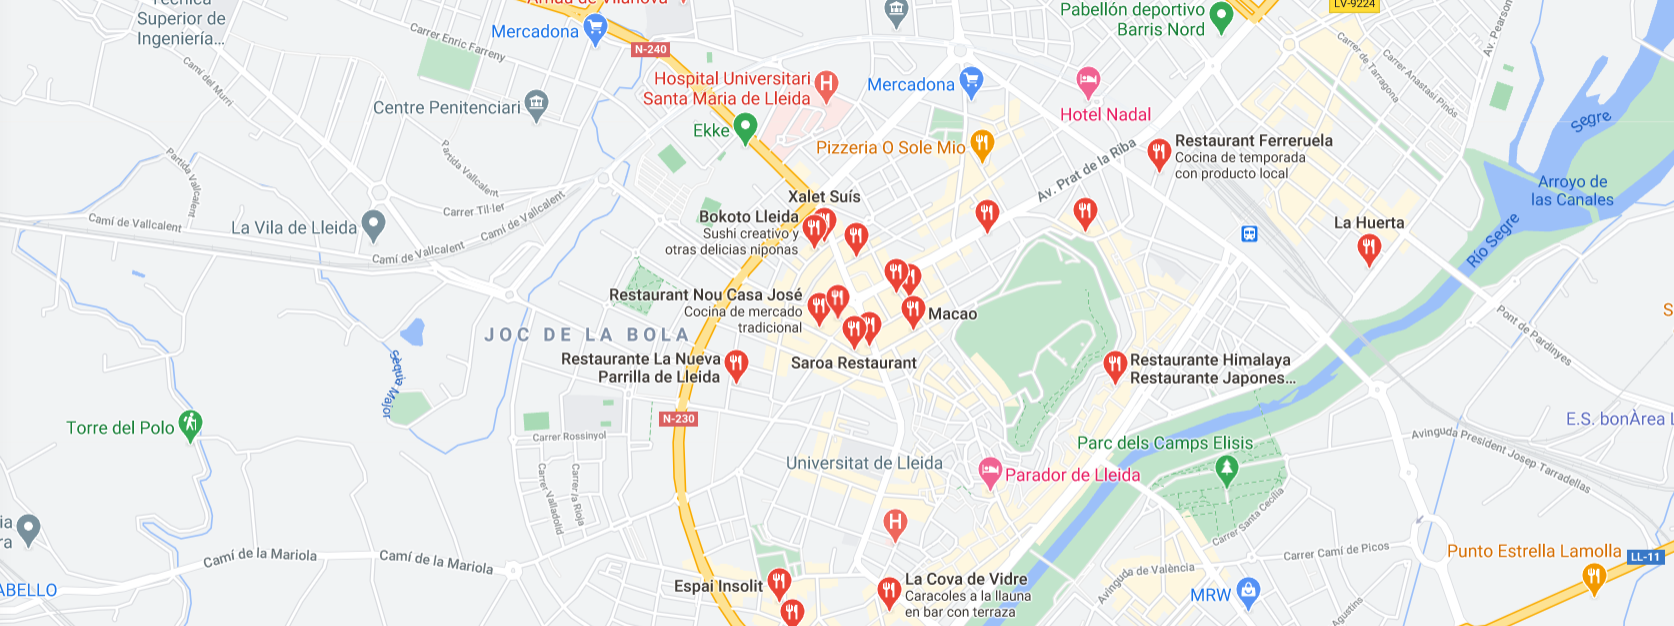 Técnica
Superior de
Ingeniería...
Arnau de Vilanova
Mercadona
N-240
Carrer Enric Farreny
Camí del Murri
Centre Penitenciari
Hospital Universitari
Santa Maria de Lleida
Mercadona
Ekke
Pizzeria O Sole Mio
Hotel Nadal
Pabellón deportivo
Barris Nord
LV-9224
Av. Pearson
Carrer de Tarragona
Carrer Anastasi Pinós
Segre
Restaurant Ferreruela
Cocina de temporada
con producto local
Av. Prat de la Riba
Arroyo de
las Canales
La Huerta
Río Segre
Partida Vallcalent
Partida Vallcalent
Carrer Til·ler
Camí de Vallcalent
Camí de Vallcalent
Camí de Vallcalent
La Vila de Lleida
Xalet Suís
Bokoto Lleida
Sushi creativo y
otras delicias niponas
Restaurant Nou Casa José
Cocina de mercado
tradicional
Macao
JOC DE LA BOLA
Saroa Restaurant
Restaurante La Nueva
Parrilla de Lleida
Restaurante Himalaya
Restaurante Japones...
Pont de Pardinyes
S
Sèquia Major
Torre del Polo
N-230
Carrer Rossinyol
Carrer Valladolid
Carrer la Rioja
Universitat de Lleida
Parador de Lleida
Parc dels Camps Elisis
E.S. bonÀrea L
Avinguda President Josep Tarradellas
Carrer Santa Cecília
Carrer Camí de Picos
Avinguda de València
ia
ra
Camí de la Mariola
Camí de la Mariola
ABELLO
Espai Insolit
La Cova de Vidre
Caracoles a la llauna
en bar con terraza
MRW
Agustins
Punto Estrella Lamolla
LL-11